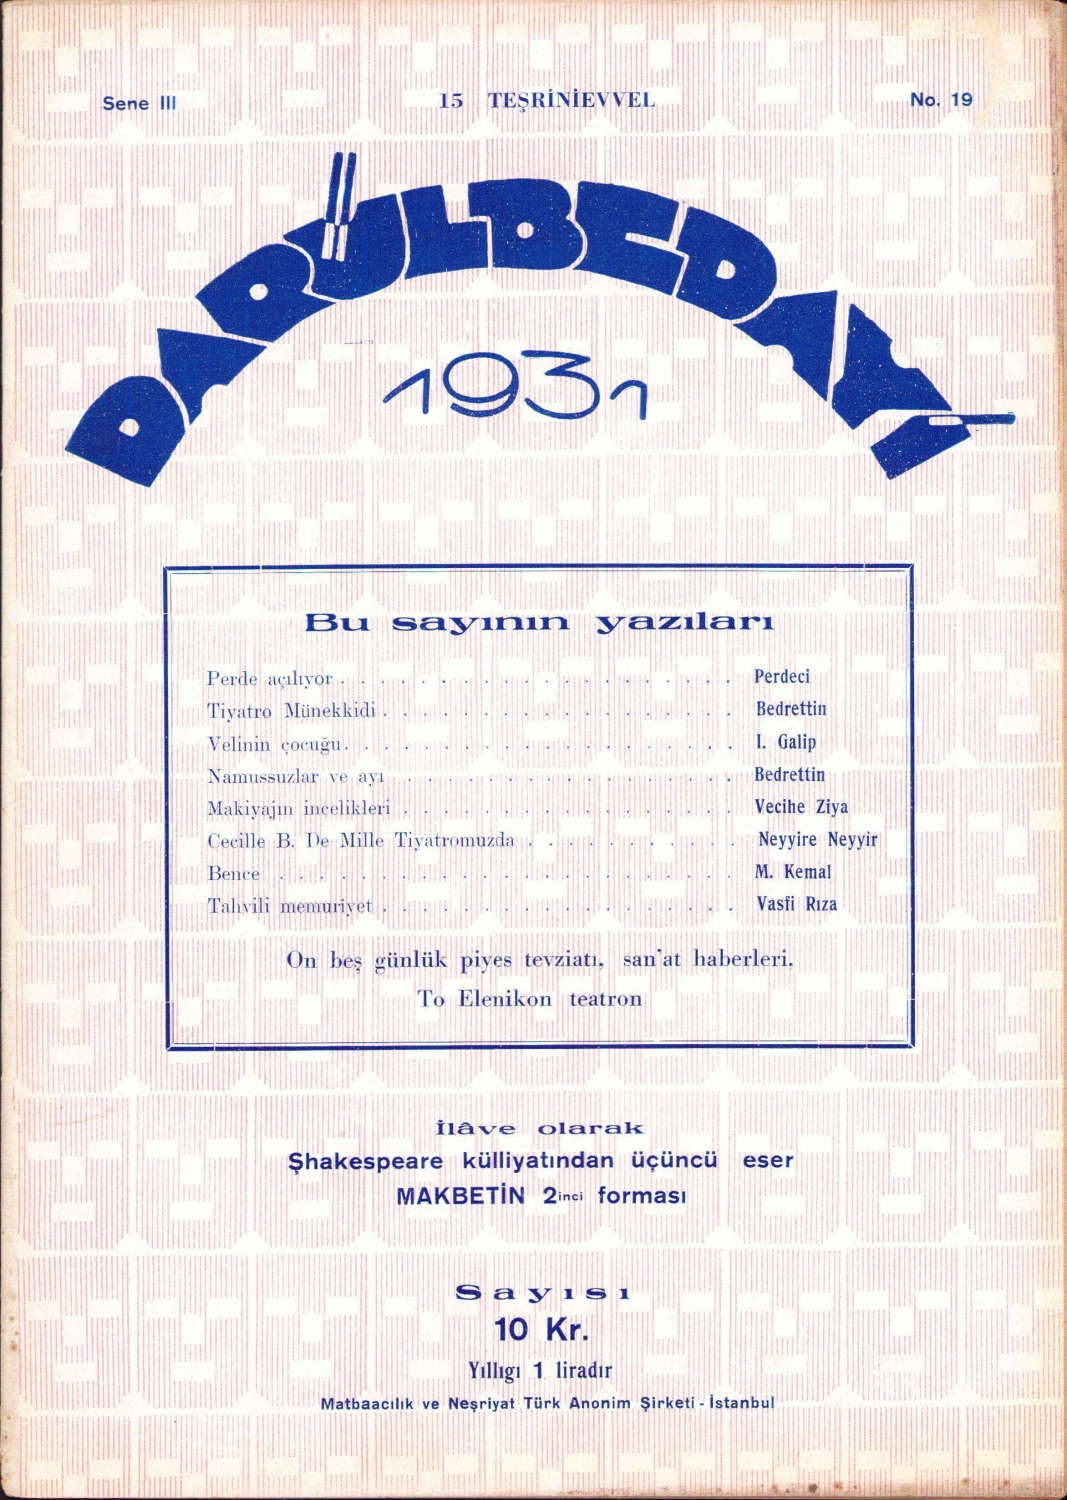 Sene III 15 TEŞRİNİEVVEL No. 19
DARÜLBEDAYİ
1931
Bu sayının yazıları
Perde açılıyor . . . . . . . . . . . . . . . . . . . . Perdeci
Tiyatro Münekkidi . . . . . . . . . . . . . . . . . . Bedrettin
Velinin çocuğu . . . . . . . . . . . . . . . . . . . . I. Galip
Namussuzlar ve ayı . . . . . . . . . . . . . . . . . Bedrettin
Makiyajın incelikleri . . . . . . . . . . . . . . . . . Vecihe Ziya
Cecille B. De Mille Tiyatromuzda . . . . . . . . . . . Neyyire Neyyir
Bence . . . . . . . . . . . . . . . . . . . . . . . M. Kemal
Tahvili memuriyet . . . . . . . . . . . . . . . . . . Vasfi Rıza
On beş günlük piyes tevziatı, san'at haberleri.
To Elenikon teatron
İlâve olarak
Şhakespeare külliyatından üçüncü eser
MAKBETİN 2inci forması
Sayısı
10 Kr.
Yıllıgı 1 liradır
Matbaacılık ve Neşriyat Türk Anonim Şirketi - İstanbul